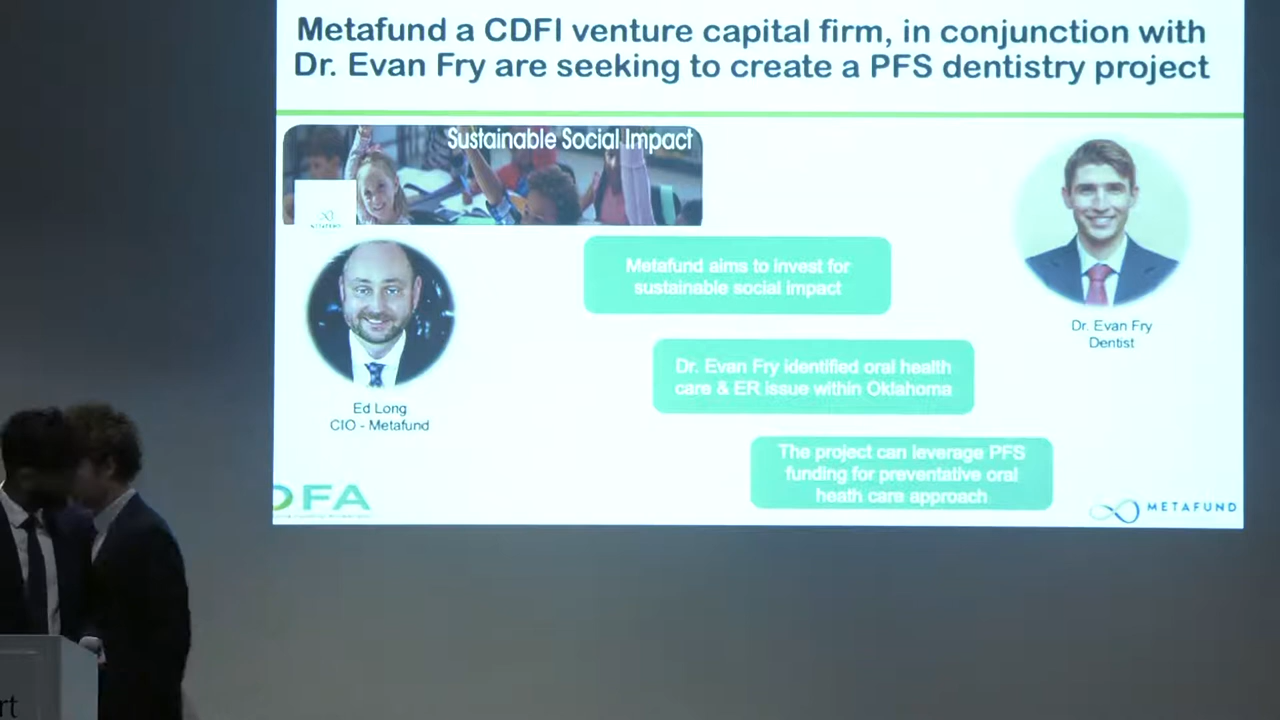 Metafund a CDFI venture capital firm, in conjunction with
Dr. Evan Fry are seeking to create a PFS dentistry project
Sustainable Social Impact
Metafund aims to invest for
sustainable social impact
Dr. Evan Fry
Dentist
Dr. Evan Fry identified oral health
care & ER issue within Oklahoma
Ed Long
CIO - Metafund
The project can leverage PFS
funding for preventative oral
heath care approach
OFA
METAFUND
rt